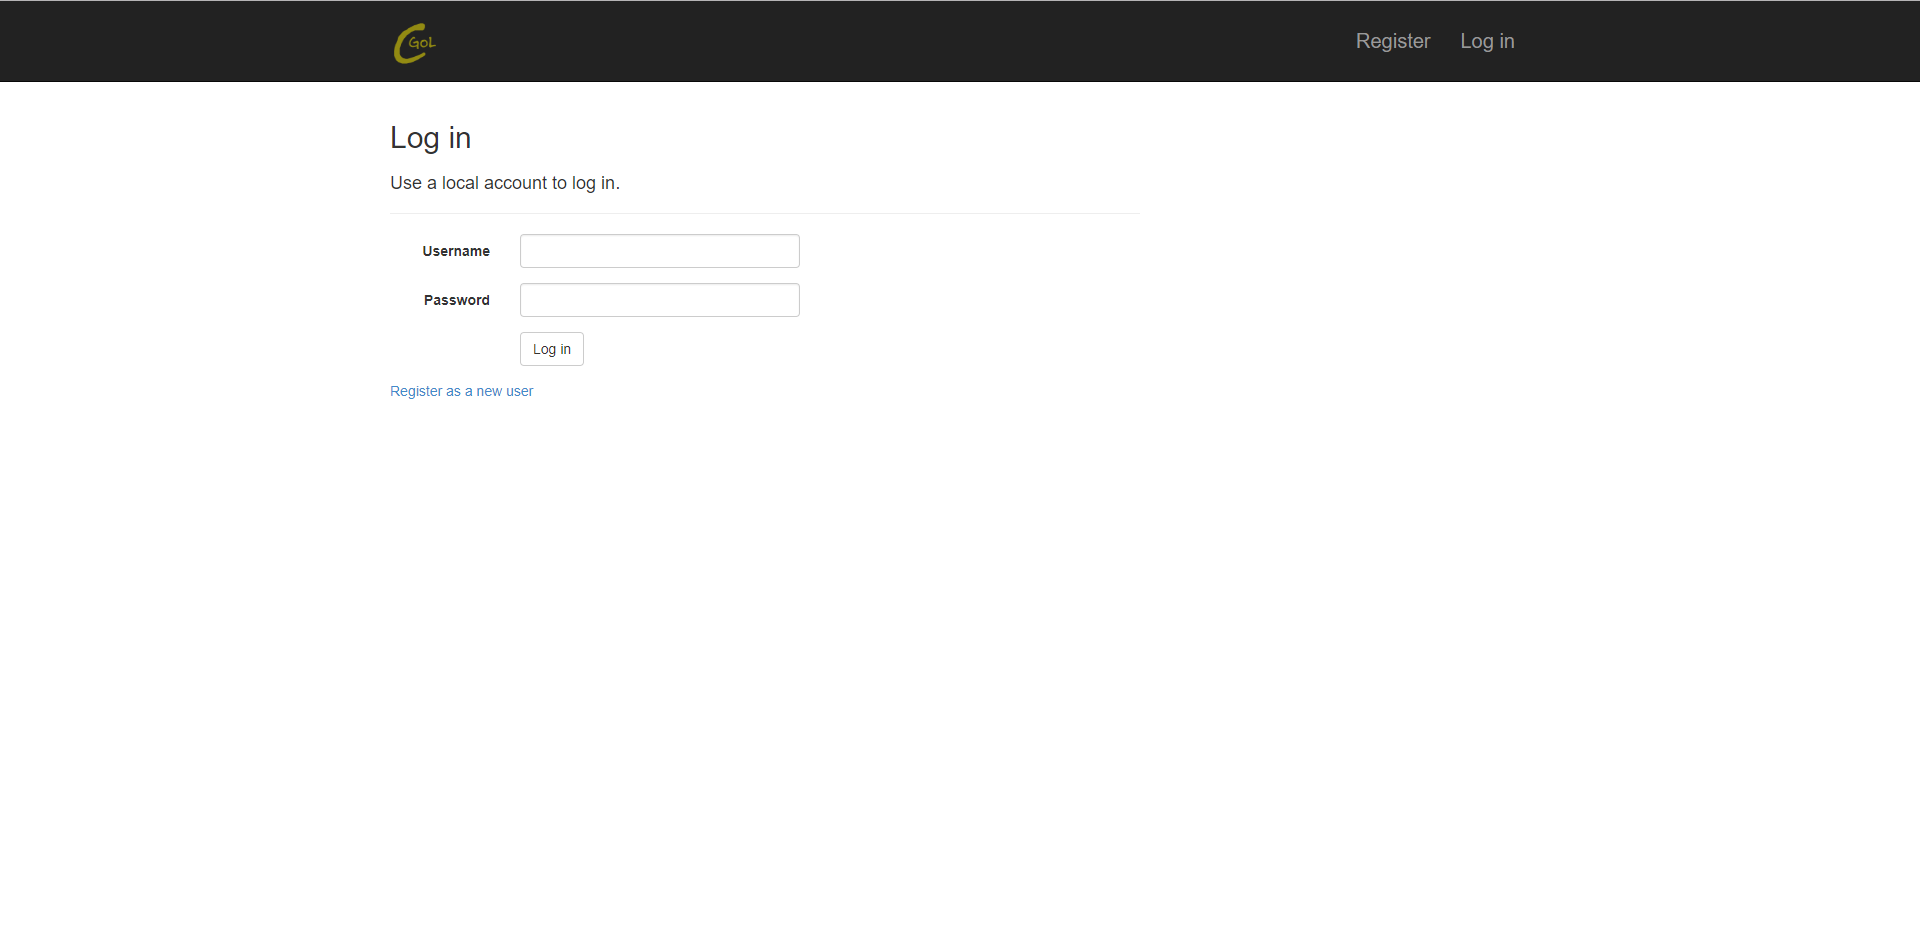 CGOL
Register Log in
Log in
Use a local account to log in.
Username
Password
Log in
Register as a new user